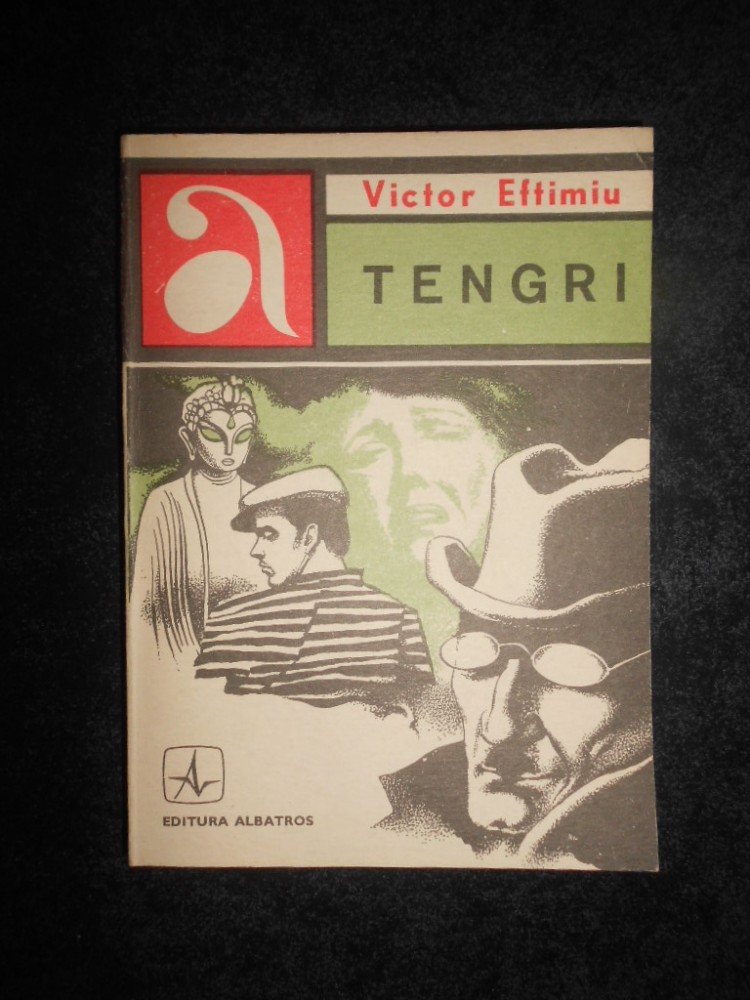 a
Victor Eftimiu
TENGRI
EDITURA ALBATROS